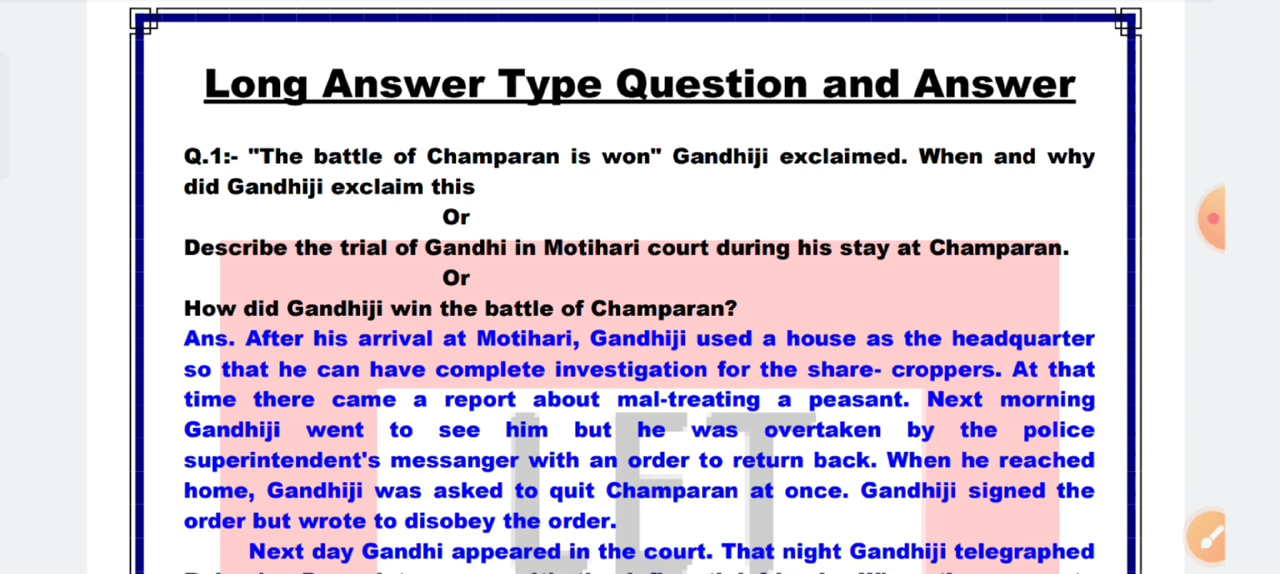 Long Answer Type Question and Answer
Q.1:- "The battle of Champaran is won" Gandhiji exclaimed. When and why
did Gandhiji exclaim this
Or
Describe the trial of Gandhi in Motihari court during his stay at Champaran.
Or
How did Gandhiji win the battle of Champaran?
Ans. After his arrival at Motihari, Gandhiji used a house as the headquarter
so that he can have complete investigation for the share- croppers. At that
time there came a report about mal-treating a peasant. Next morning
Gandhiji went to see him but he was overtaken by the police
superintendent's messanger with an order to return back. When he reached
home, Gandhiji was asked to quit Champaran at once. Gandhiji signed the
order but wrote to disobey the order.
Next day Gandhi appeared in the court. That night Gandhiji telegraphed